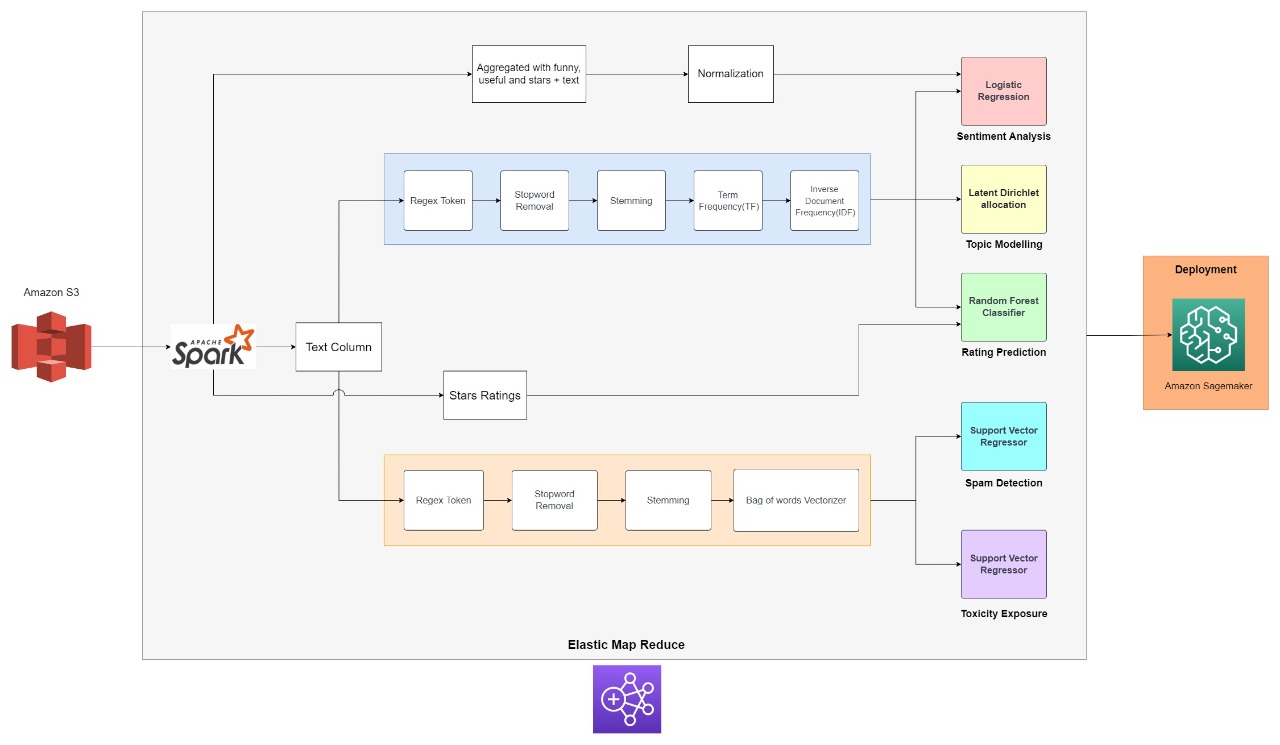 Aggregated with funny,
useful and stars + text
Normalization
Logistic
Regression
Sentiment Analysis
Regex Token
Stopword
Removal
Stemming
Term
Frequency(TF)
Inverse
Document
Frequency(IDF)
Latent Dirichlet
allocation
Topic Modelling
Amazon S3
APACHE
Spark
Text Column
Random Forest
Classifier
Rating Prediction
Stars Ratings
Regex Token
Stopword
Removal
Stemming
Bag of words Vectorizer
Support Vector
Regressor
Spam Detection
Support Vector
Regressor
Toxicity Exposure
Elastic Map Reduce
Deployment
Amazon Sagemaker